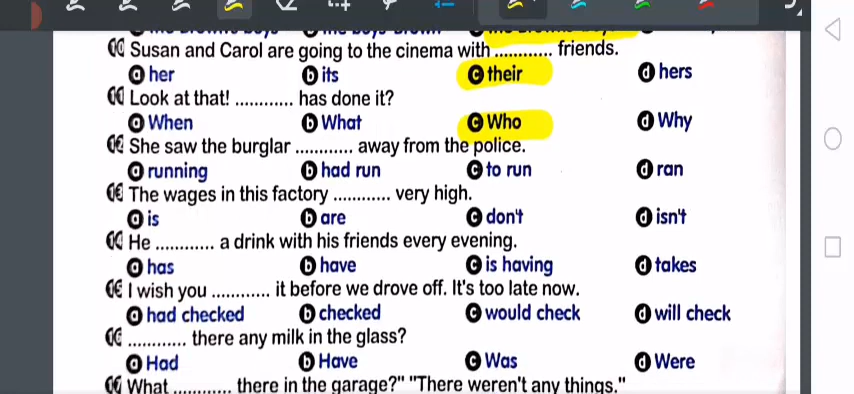 Susan and Carol are going to the cinema with ............ friends.
a her b its c their d hers
Look at that! ............ has done it?
a When b What c Who d Why
She saw the burglar ............ away from the police.
a running b had run c to run d ran
The wages in this factory ............ very high.
a is b are c don't d isn't
He ............ a drink with his friends every evening.
a has b have c is having d takes
I wish you ............ it before we drove off. It's too late now.
a had checked b checked c would check d will check
............ there any milk in the glass?
a Had b Have c Was d Were
What ............ there in the garage?" "There weren't any things."